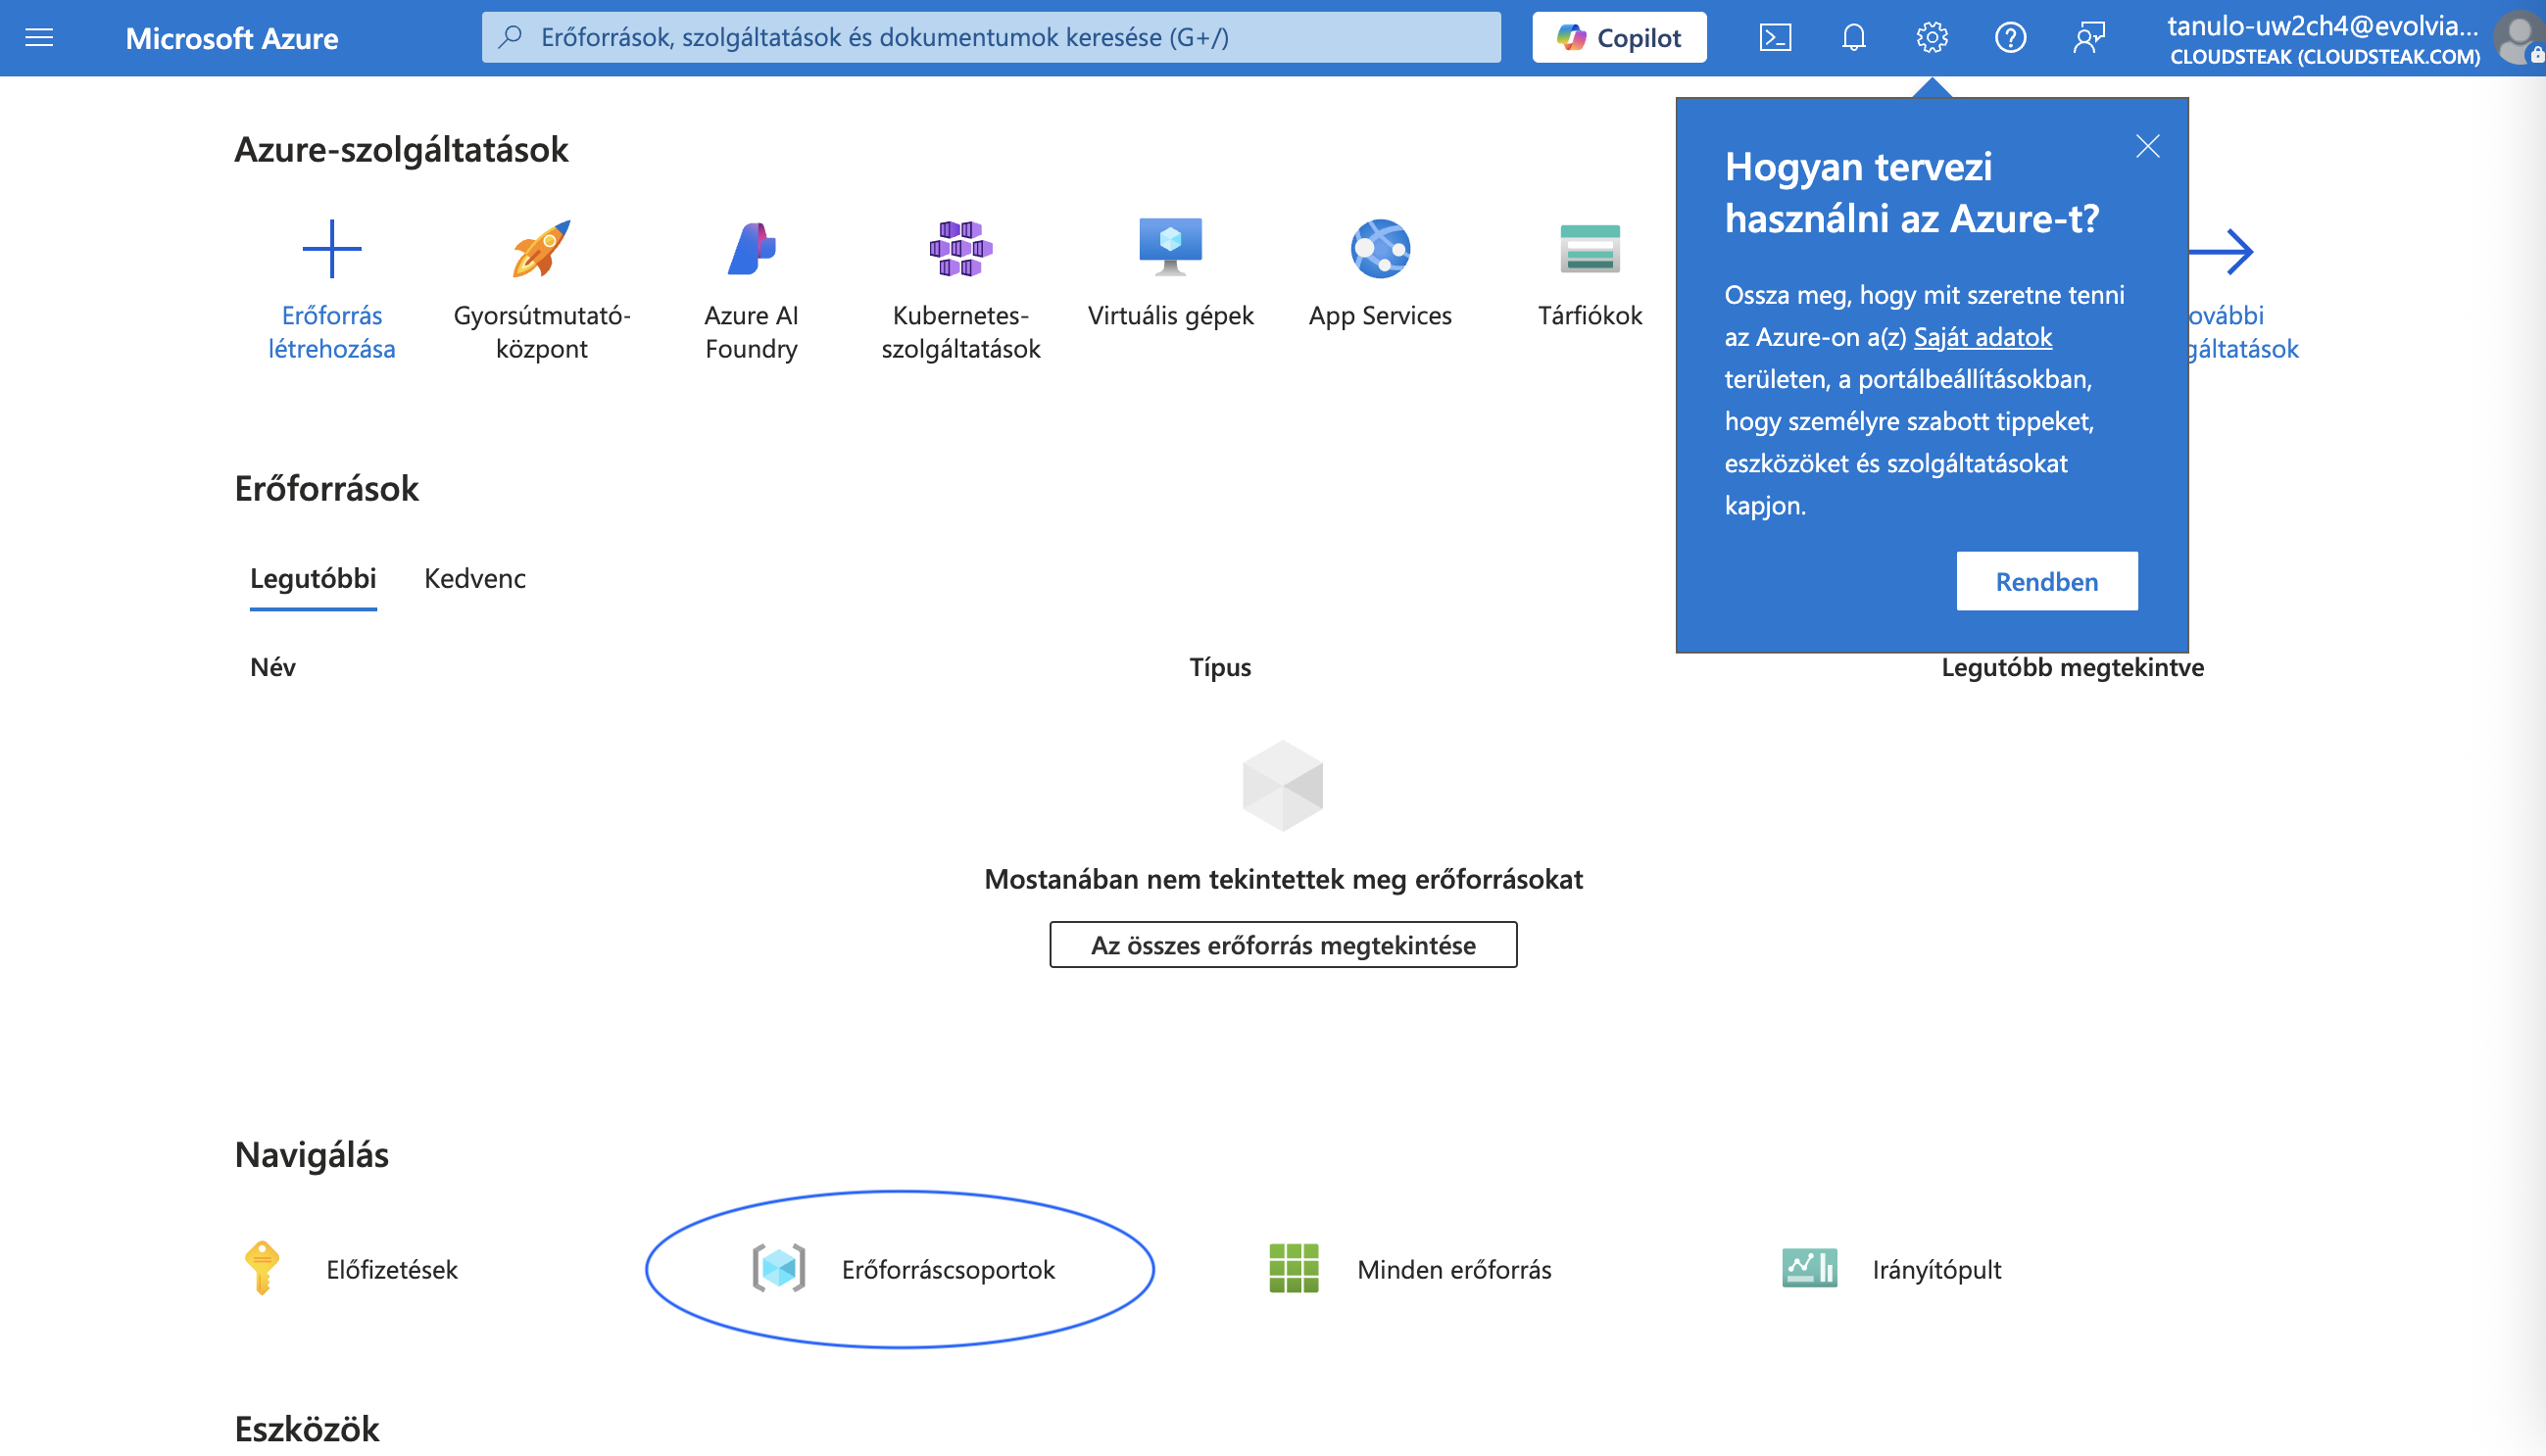 Microsoft Azure
Erőforrások, szolgáltatások és dokumentumok keresése (G+/)
Copilot
tanulo-uw2ch4@evolvia...
CLOUDSTEAK (CLOUDSTEAK.COM)
Azure-szolgáltatások
Erőforrás
létrehozása
Gyorsútmutató-
központ
Azure AI
Foundry
Kubernetes-
szolgáltatások
Virtuális gépek
App Services
Tárfiókok
ovábbi
gáltatások
Hogyan tervezi
használni az Azure-t?
Ossza meg, hogy mit szeretne tenni
az Azure-on a(z) Saját adatok
területen, a portálbeállításokban,
hogy személyre szabott tippeket,
eszközöket és szolgáltatásokat
kapjon.
Rendben
Erőforrások
Legutóbbi
Kedvenc
Név
Típus
Legutóbb megtekintve
Mostanában nem tekintettek meg erőforrásokat
Az összes erőforrás megtekintése
Navigálás
Előfizetések
Erőforráscsoportok
Minden erőforrás
Irányítópult
Eszközök